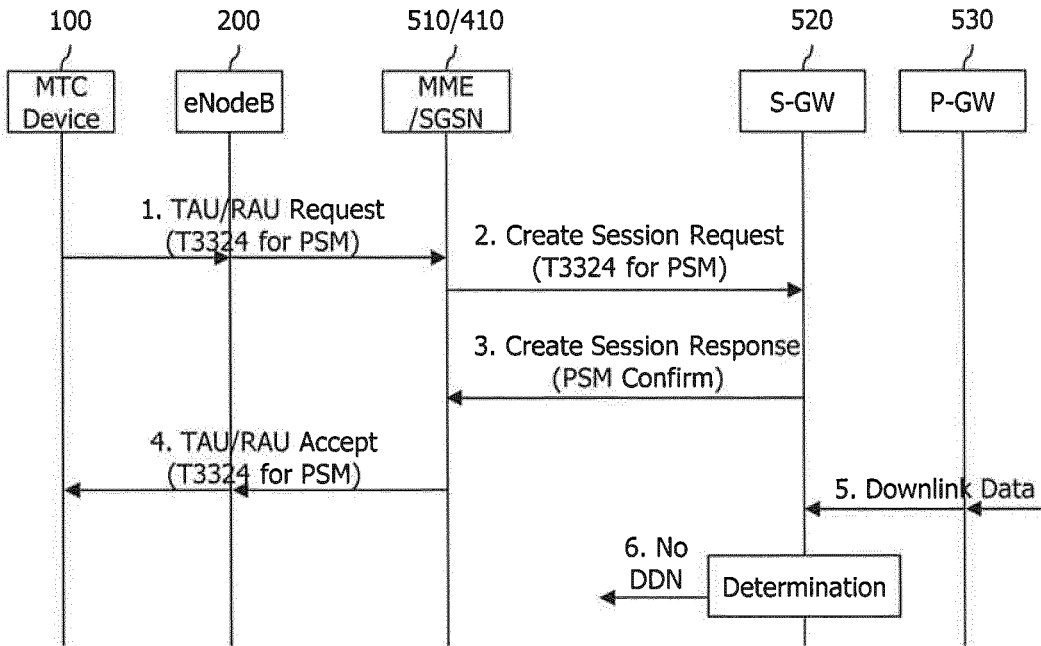 100
200
510/410
520
530
MTC
Device
eNodeB
MME
/SGSN
S-GW
P-GW
1. TAU/RAU Request
(T3324 for PSM)
2. Create Session Request
(T3324 for PSM)
3. Create Session Response
(PSM Confirm)
4. TAU/RAU Accept
(T3324 for PSM)
5. Downlink Data
6. No
DDN
Determination